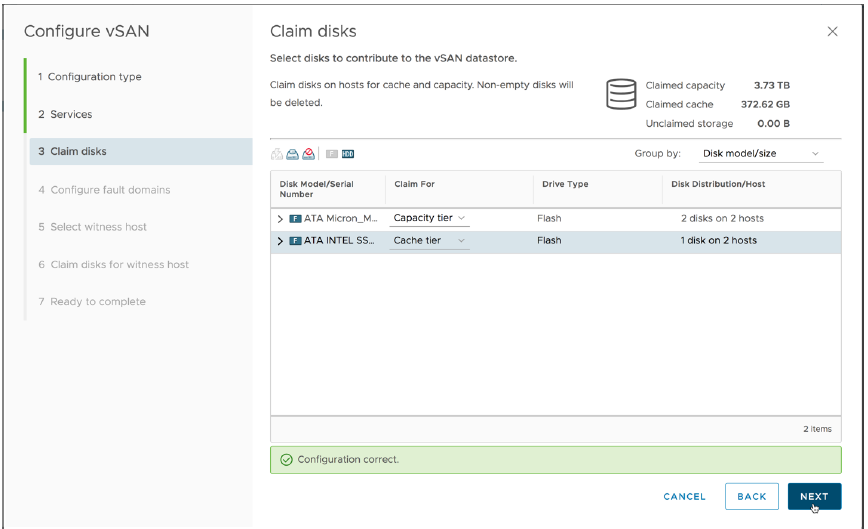 Configure vSAN
1 Configuration type
2 Services
3 Claim disks
4 Configure fault domains
5 Select witness host
6 Claim disks for witness host
7 Ready to complete
Claim disks
Select disks to contribute to the vSAN datastore.
Claim disks on hosts for cache and capacity. Non-empty disks will
be deleted.
Claimed capacity 3.73 TB
Claimed cache 372.62 GB
Unclaimed storage 0.00 B
F HDD
Group by: Disk model/size
Disk Model/Serial
Number
Claim For
Drive Type
Disk Distribution/Host
F ATA Micron_M... Capacity tier Flash 2 disks on 2 hosts
F ATA INTEL SS... Cache tier Flash 1 disk on 2 hosts
2 items
Configuration correct.
CANCEL BACK NEXT